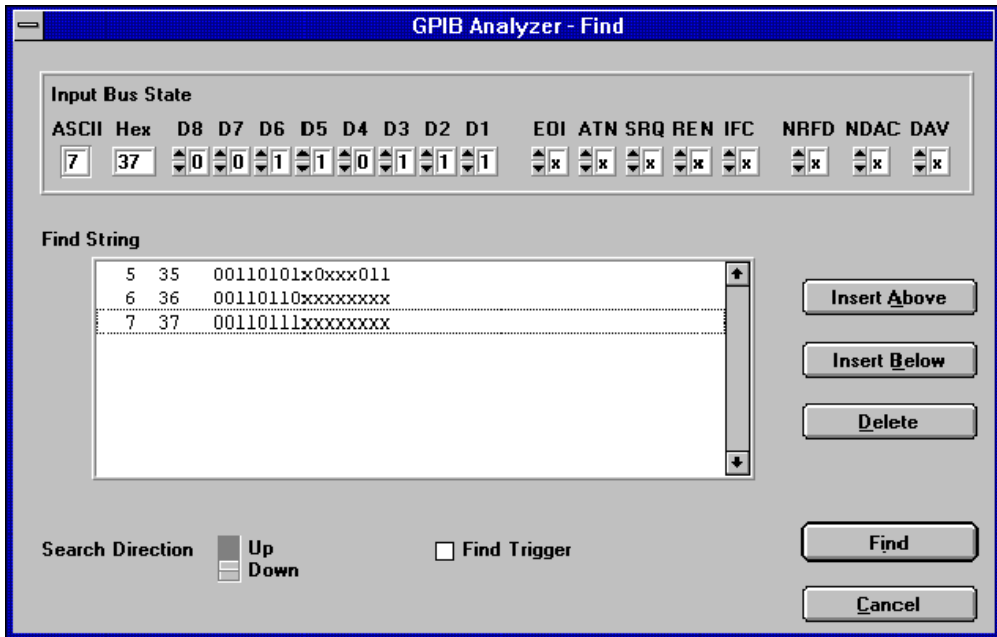 GPIB Analyzer - Find
Input Bus State
ASCII Hex D8 D7 D6 D5 D4 D3 D2 D1 EOI ATN SRQ REN IFC NRFD NDAC DAV
7 37 0 0 1 1 0 1 1 1 x x x x x x x x
Find String
5 35 00110101x0xxx011
6 36 00110110xxxxxxxx
7 37 00110111xxxxxxxx
Insert Above
Insert Below
Delete
Search Direction Up
Down
Find Trigger
Find
Cancel